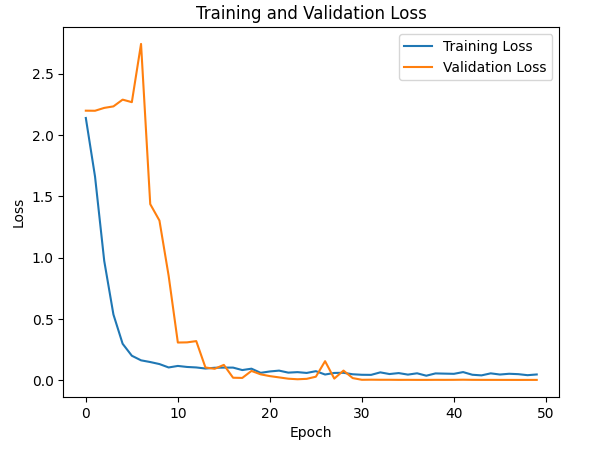 Training and Validation Loss
Training Loss
Validation Loss
2.5
2.0
1.5
1.0
0.5
0.0
Loss
0 10 20 30 40 50
Epoch